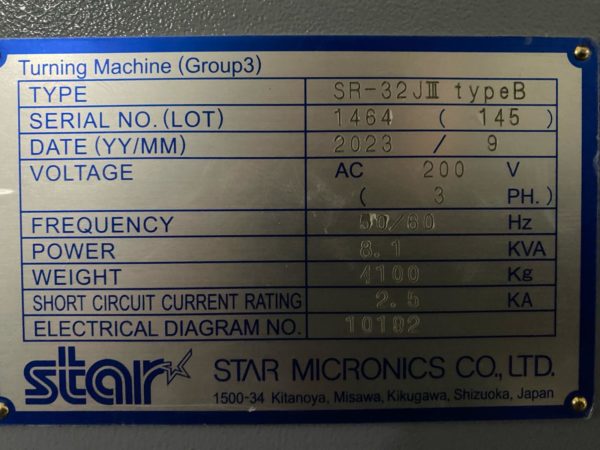 Turning Machine (Group3)
TYPE SR-32JⅢ typeB
SERIAL NO.(LOT) 1464 ( 145 )
DATE (YY/MM) 2023 / 9
VOLTAGE AC 200 V
( 3 PH. )
FREQUENCY 50/60 Hz
POWER 8.1 KVA
WEIGHT 4100 Kg
SHORT CIRCUIT CURRENT RATING 2.5 KA
ELECTRICAL DIAGRAM NO. 10192
star STAR MICRONICS CO., LTD.
1500-34 Kitanoya, Misawa, Kikugawa, Shizuoka, Japan